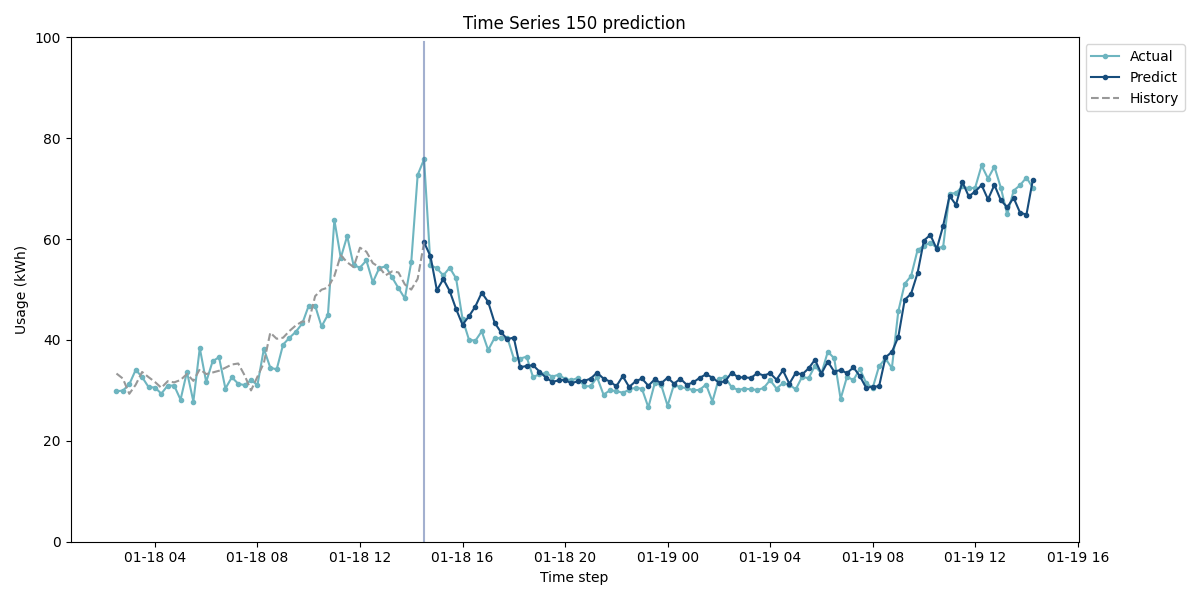 Time Series 150 prediction
100
80
60
40
20
0
Usage (kWh)
01-18 04
01-18 08
01-18 12
01-18 16
01-18 20
01-19 00
01-19 04
01-19 08
01-19 12
01-19 16
Time step
Actual
Predict
History